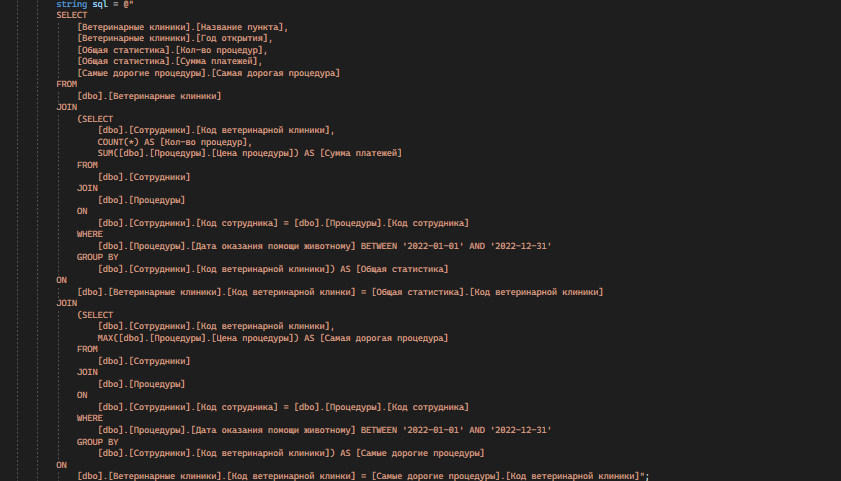 string sql = @"
SELECT
[Ветеринарные клиники].[Название пункта],
[Ветеринарные клиники].[Год открытия],
[Общая статистика].[Кол-во процедур],
[Общая статистика].[Сумма платежей],
[Самые дорогие процедуры].[Самая дорогая процедура]
FROM
[dbo].[Ветеринарные клиники]
JOIN
(SELECT
[dbo].[Сотрудники].[Код ветеринарной клиники],
COUNT(*) AS [Кол-во процедур],
SUM([dbo].[Процедуры].[Цена процедуры]) AS [Сумма платежей]
FROM
[dbo].[Сотрудники]
JOIN
[dbo].[Процедуры]
ON
[dbo].[Сотрудники].[Код сотрудника] = [dbo].[Процедуры].[Код сотрудника]
WHERE
[dbo].[Процедуры].[Дата оказания помощи животному] BETWEEN '2022-01-01' AND '2022-12-31'
GROUP BY
[dbo].[Сотрудники].[Код ветеринарной клиники]) AS [Общая статистика]
ON
[dbo].[Ветеринарные клиники].[Код ветеринарной клинки] = [Общая статистика].[Код ветеринарной клиники]
JOIN
(SELECT
[dbo].[Сотрудники].[Код ветеринарной клиники],
MAX([dbo].[Процедуры].[Цена процедуры]) AS [Самая дорогая процедура]
FROM
[dbo].[Сотрудники]
JOIN
[dbo].[Процедуры]
ON
[dbo].[Сотрудники].[Код сотрудника] = [dbo].[Процедуры].[Код сотрудника]
WHERE
[dbo].[Процедуры].[Дата оказания помощи животному] BETWEEN '2022-01-01' AND '2022-12-31'
GROUP BY
[dbo].[Сотрудники].[Код ветеринарной клиники]) AS [Самые дорогие процедуры]
ON
[dbo].[Ветеринарные клиники].[Код ветеринарной клинки] = [Самые дорогие процедуры].[Код ветеринарной клиники]";